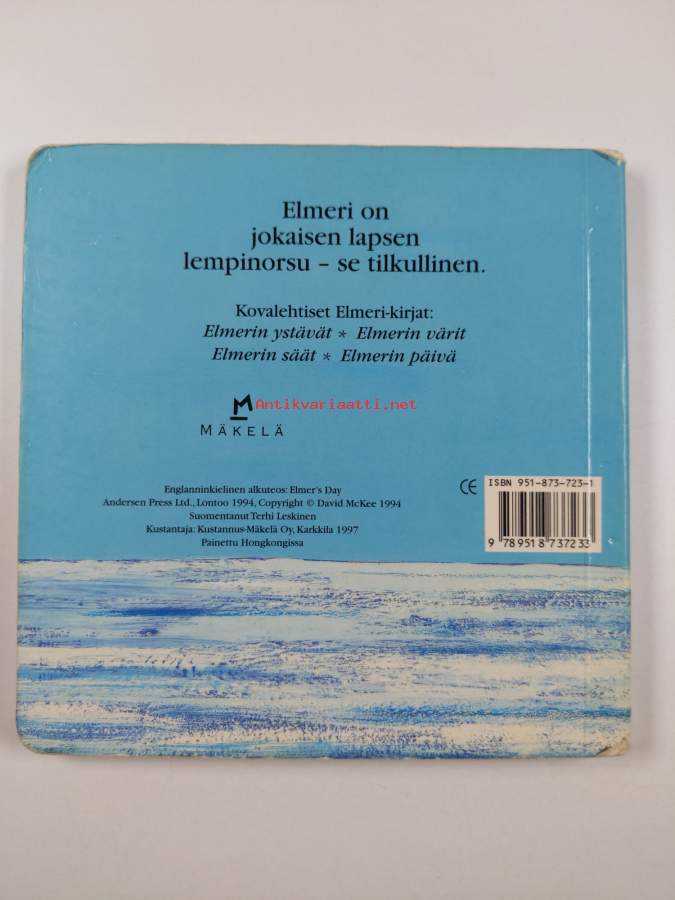 Elmeri on
jokaisen lapsen
lempinorsu – se tilkullinen.
Kovalehtiset Elmeri-kirjat:
Elmerin ystävät * Elmerin värit
Elmerin säät * Elmerin päivä
Antikvariaatti.net
MÄKELÄ
Englanninkielinen alkuteos: Elmer's Day
Andersen Press Ltd., Lontoo 1994, Copyright © David McKee 1994
Suomentanut Terhi Leskinen
Kustantaja: Kustannus-Mäkelä Oy, Karkkila 1997
Painettu Hongkongissa
CE
ISBN 951-873-723-1
9 789518 737233